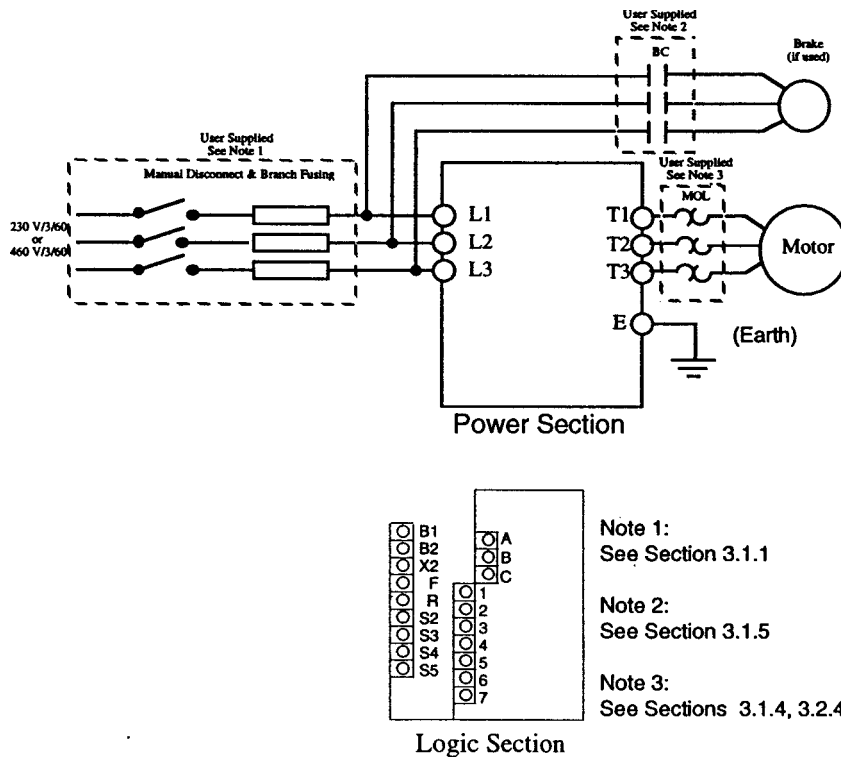 User Supplied
See Note 2
BC
Brake
(if used)
User Supplied
See Note 1
Manual Disconnect & Branch Fusing
230 V/3/60
or
460 V/3/60
User Supplied
See Note 3
MOL
L1
L2
L3
T1
T2
T3
E
Motor
(Earth)
Power Section
B1
B2
X2
F
R
S2
S3
S4
S5
A
B
C
1
2
3
4
5
6
7
Note 1:
See Section 3.1.1
Note 2:
See Section 3.1.5
Note 3:
See Sections 3.1.4, 3.2.4
Logic Section